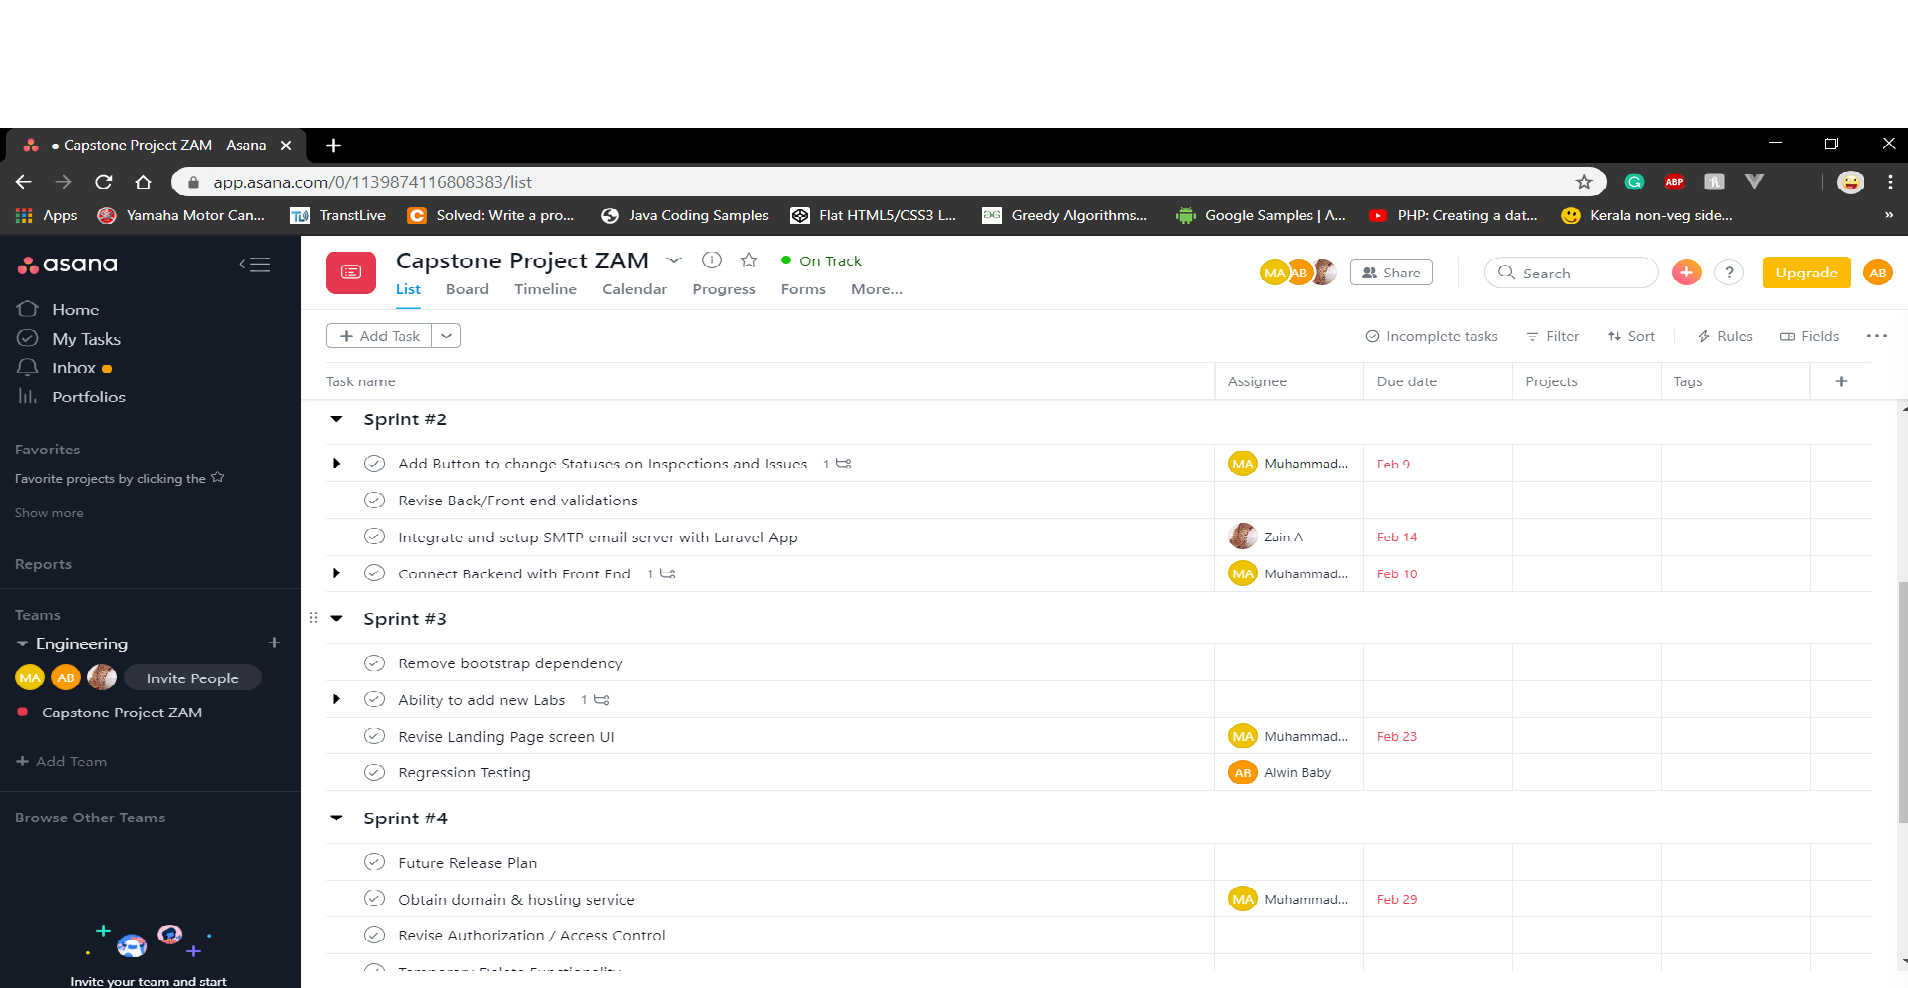 Capstone Project ZAM Asana
app.asana.com/0/1139874116808383/list
ABP
Apps Yamaha Motor Can... TranstLive Solved: Write a pro... Java Coding Samples Flat HTML5/CSS3 L... Greedy Algorithms... Google Samples | A... PHP: Creating a dat... Kerala non-veg side... »
asana
Home
My Tasks
Inbox
Portfolios
Favorites
Favorite projects by clicking the
Show more
Reports
Teams
Engineering +
MA AB Invite People
Capstone Project ZAM
+ Add Team
Browse Other Teams
Invite your team and start
Capstone Project ZAM On Track
List Board Timeline Calendar Progress Forms More...
MA AB Share Search + ? Upgrade AB
+ Add Task Incomplete tasks Filter Sort Rules Fields ...
Task name Assignee Due date Projects Tags +
Sprint #2
Add Button to change Statuses on Inspections and Issues 1 MA Muhammad... Feb 9
Revise Back/Front end validations
Integrate and setup SMTP email server with Laravel App Zain A Feb 14
Connect Backend with Front End 1 MA Muhammad... Feb 10
Sprint #3
Remove bootstrap dependency
Ability to add new Labs 1
Revise Landing Page screen UI MA Muhammad... Feb 23
Regression Testing AB Alwin Baby
Sprint #4
Future Release Plan
Obtain domain & hosting service MA Muhammad... Feb 29
Revise Authorization / Access Control
Temporary Delete Functionality